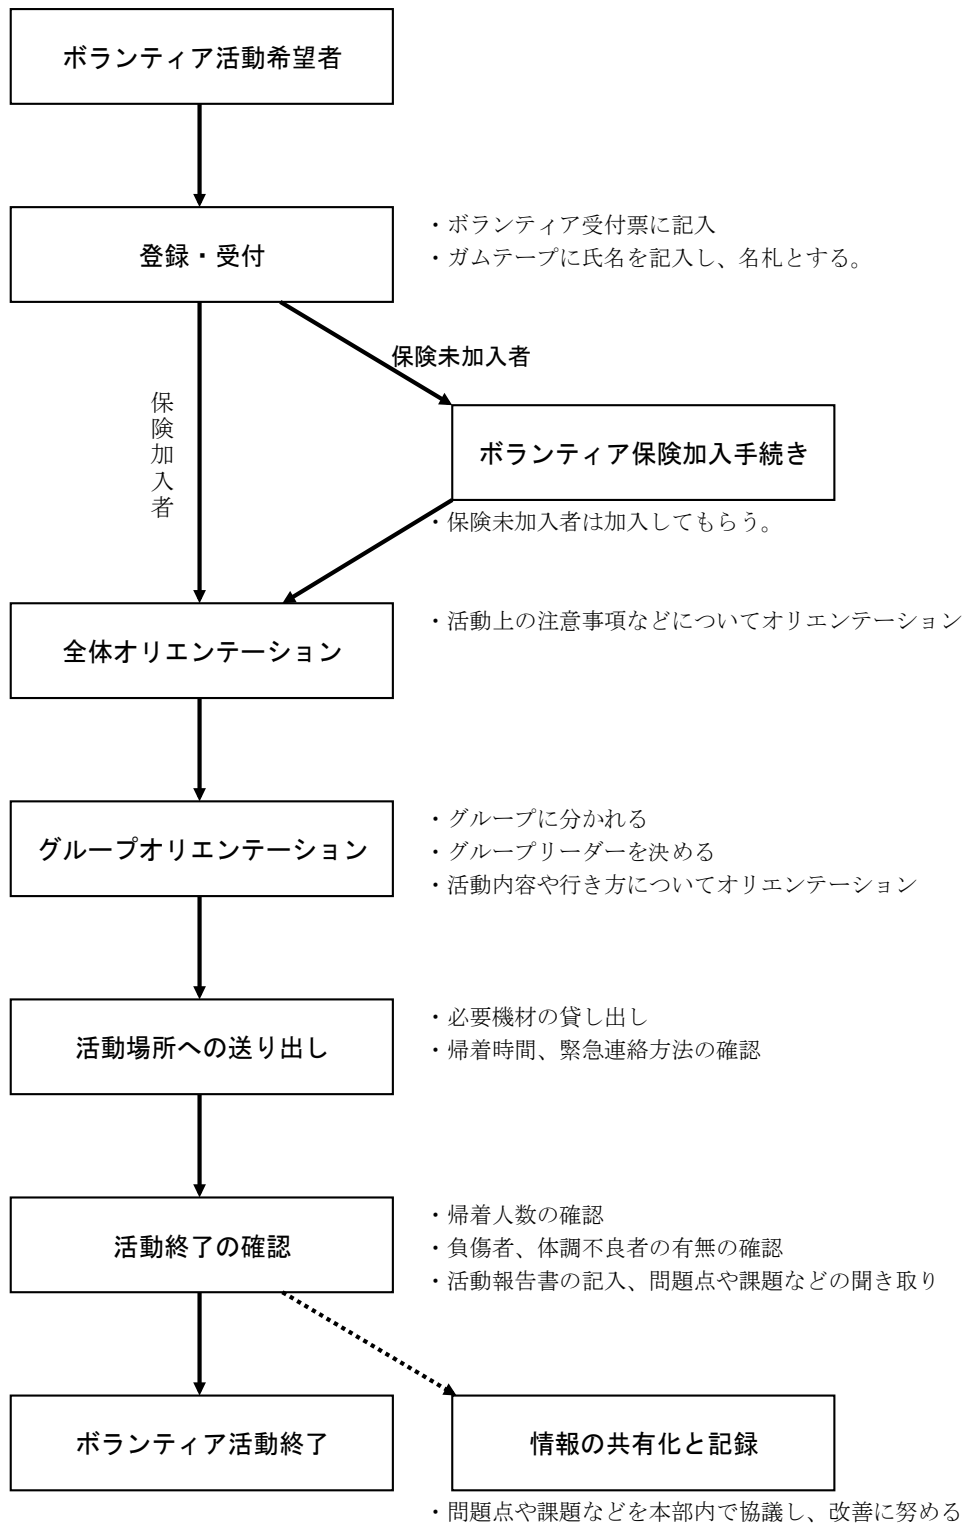 ボランティア活動希望者
登録・受付
・ボランティア受付票に記入
・ガムテープに氏名を記入し、名札とする。
保険未加入者
保険加入者
ボランティア保険加入手続き
・保険未加入者は加入してもらう。
全体オリエンテーション
・活動上の注意事項などについてオリエンテーション
グループオリエンテーション
・グループに分かれる
・グループリーダーを決める
・活動内容や行き方についてオリエンテーション
活動場所への送り出し
・必要機材の貸し出し
・帰着時間、緊急連絡方法の確認
活動終了の確認
・帰着人数の確認
・負傷者、体調不良者の有無の確認
・活動報告書の記入、問題点や課題などの聞き取り
ボランティア活動終了
情報の共有化と記録
・問題点や課題などを本部内で協議し、改善に努める